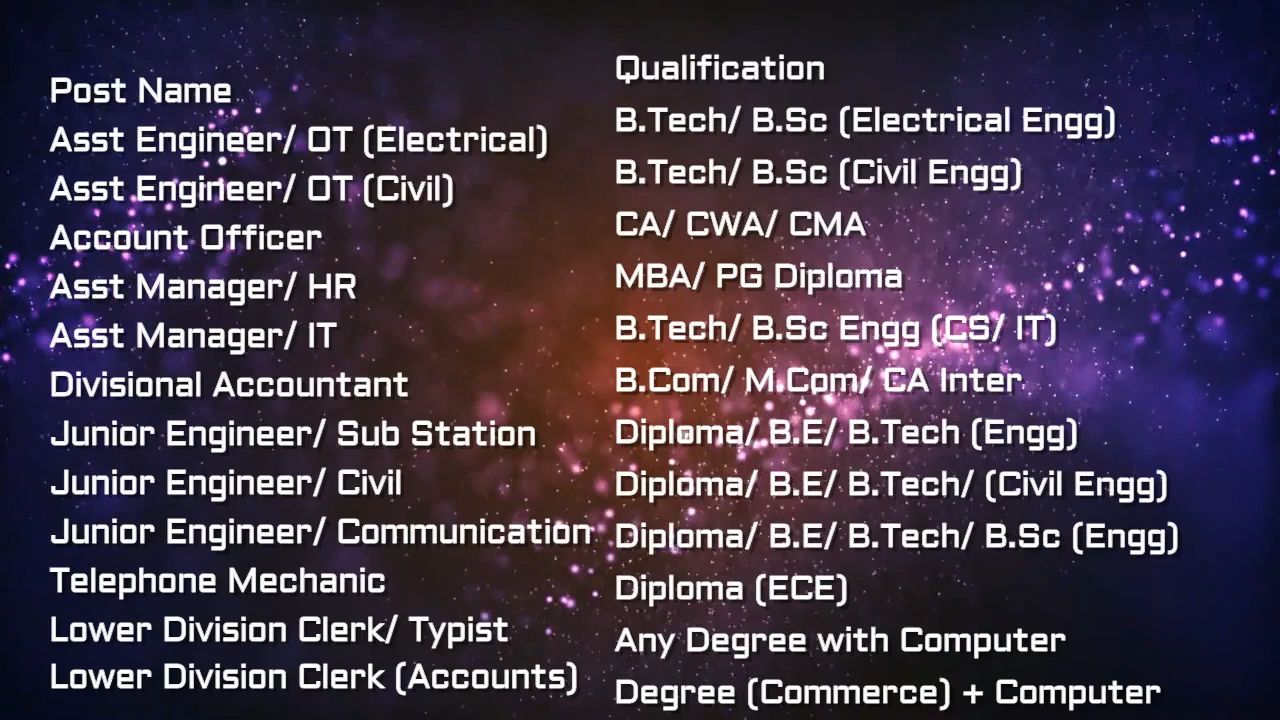 Post Name
Asst Engineer/ OT (Electrical)
Asst Engineer/ OT (Civil)
Account Officer
Asst Manager/ HR
Asst Manager/ IT
Divisional Accountant
Junior Engineer/ Sub Station
Junior Engineer/ Civil
Junior Engineer/ Communication
Telephone Mechanic
Lower Division Clerk/ Typist
Lower Division Clerk (Accounts)
Qualification
B.Tech/ B.Sc (Electrical Engg)
B.Tech/ B.Sc (Civil Engg)
CA/ CWA/ CMA
MBA/ PG Diploma
B.Tech/ B.Sc Engg (CS/ IT)
B.Com/ M.Com/ CA Inter
Diploma/ B.E/ B.Tech (Engg)
Diploma/ B.E/ B.Tech/ (Civil Engg)
Diploma/ B.E/ B.Tech/ B.Sc (Engg)
Diploma (ECE)
Any Degree with Computer
Degree (Commerce) + Computer